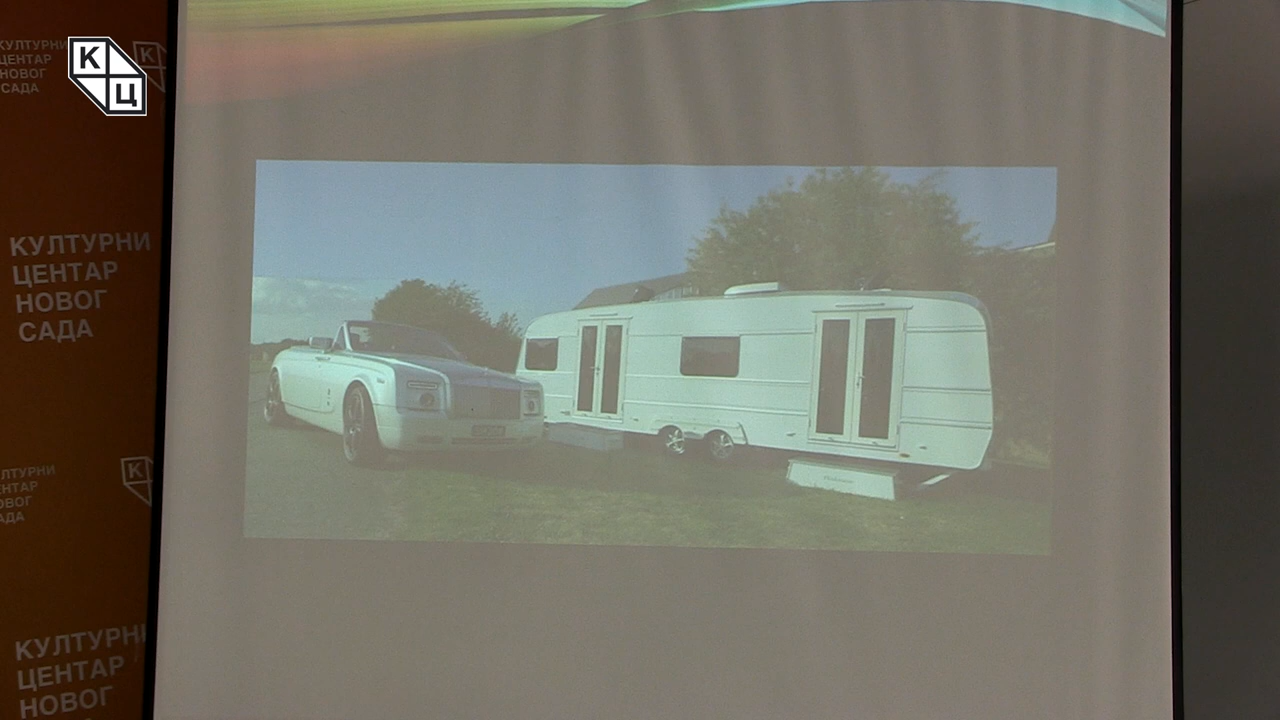 КУЛТУРНИ
ЦЕНТАР
НОВОГ
САДА
К
К
Ц
КУЛТУРНИ
ЦЕНТАР
НОВОГ
САДА
К
КУЛТУРНИ
ЦЕНТАР
НОВОГ